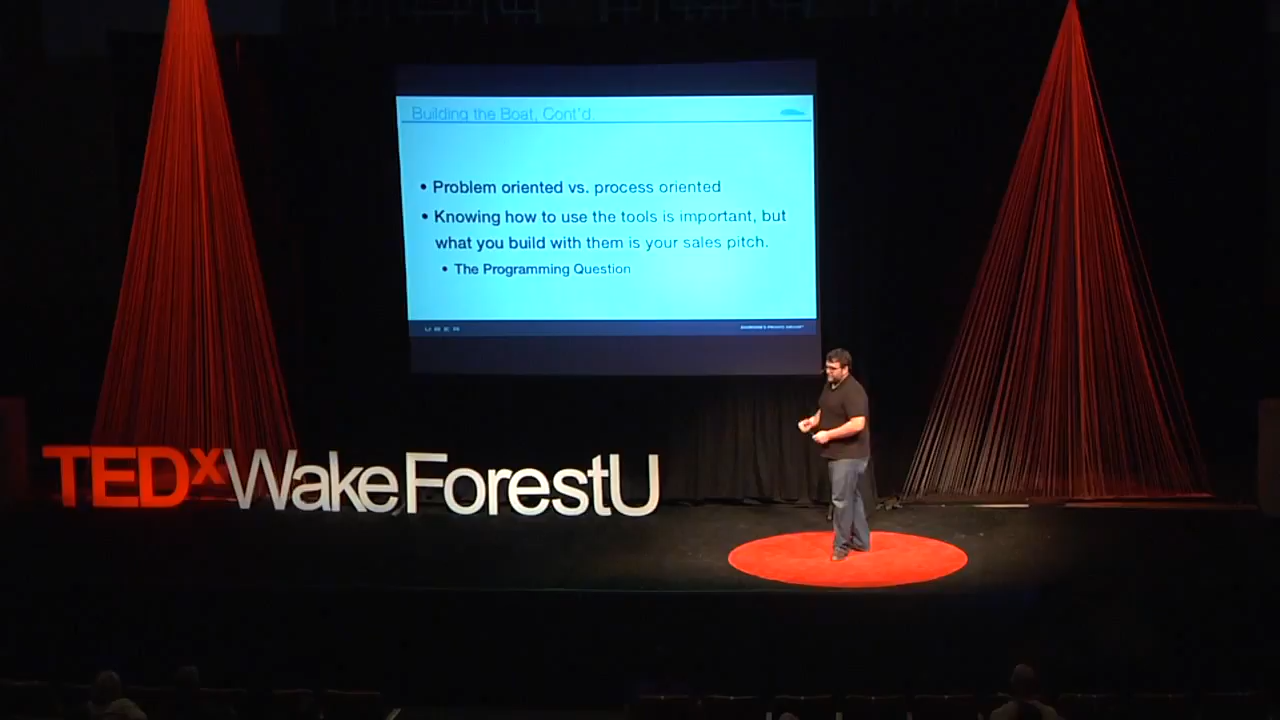 Building the Boat, Cont'd.
• Problem oriented vs. process oriented
• Knowing how to use the tools is important, but
what you build with them is your sales pitch.
• The Programming Question
UBER
TEDxWakeForestU